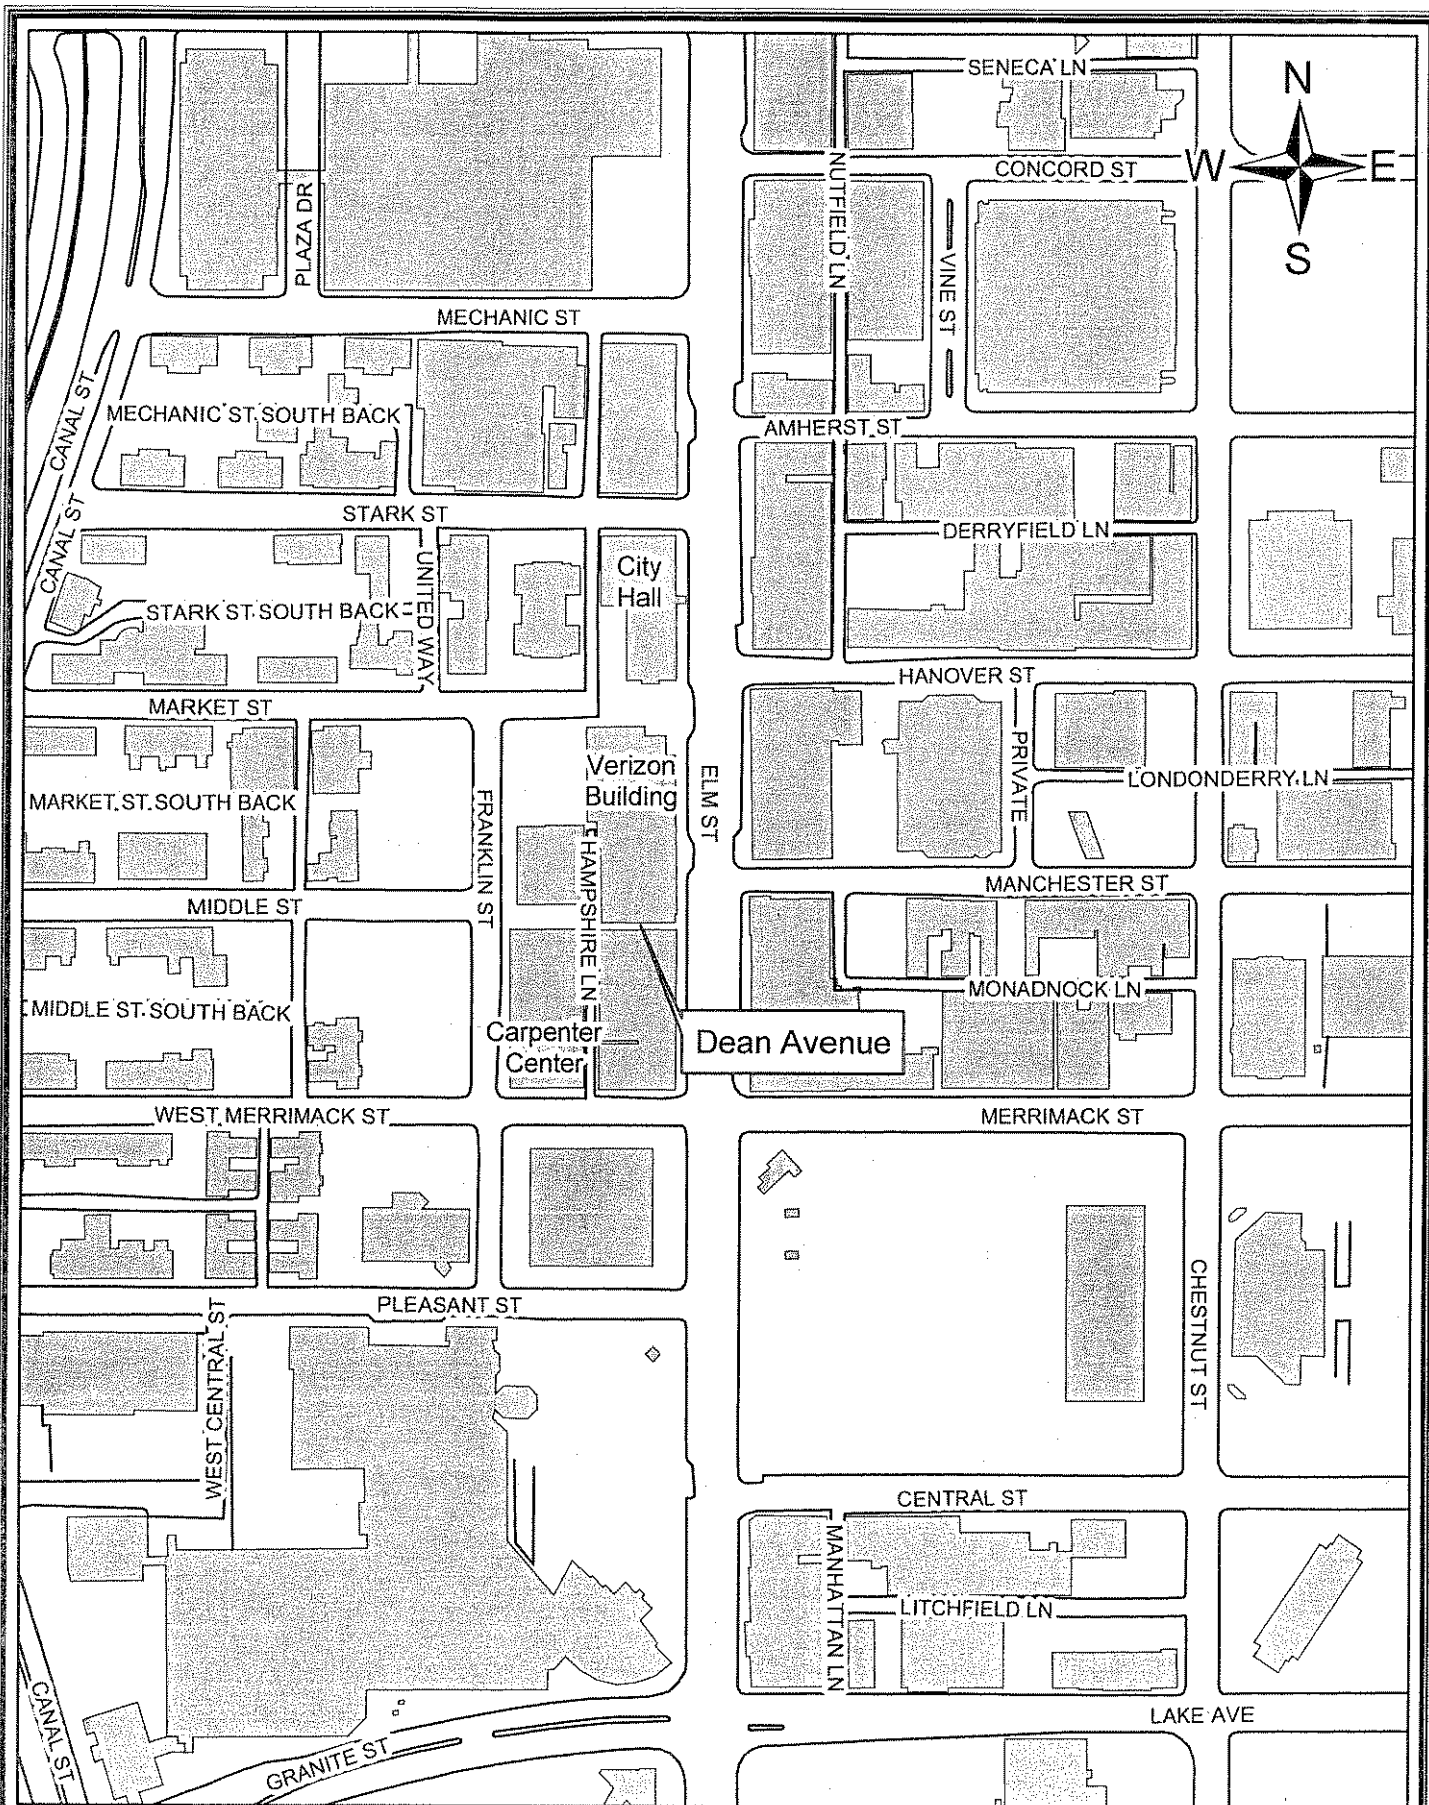 SENECA LN
N
W
E
S
CONCORD ST
NUTFIELD LN
PLAZA DR
VINE ST
MECHANIC ST
CANAL ST
MECHANIC ST SOUTH BACK
AMHERST ST
CANAL ST
STARK ST
DERRYFIELD LN
City
Hall
UNITED WAY
STARK ST SOUTH BACK
HANOVER ST
MARKET ST
PRIVATE
Verizon
Building
ELM ST
LONDONDERRY LN
MARKET ST SOUTH BACK
FRANKLIN ST
E HAMPSHIRE LN
MANCHESTER ST
MIDDLE ST
MONADNOCK LN
MIDDLE ST SOUTH BACK
Carpenter
Center
Dean Avenue
WEST MERRIMACK ST
MERRIMACK ST
CHESTNUT ST
PLEASANT ST
WEST CENTRAL ST
CENTRAL ST
MANHATTAN LN
LITCHFIELD LN
CANAL ST
LAKE AVE
GRANITE ST